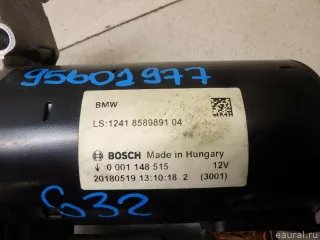 95601977
BMW
LS:1241 8589891 04
BOSCH Made in Hungary
↓ 0 001 148 515 12V
20180519 13:10:18 2 (3001)
G32
eaural.ru